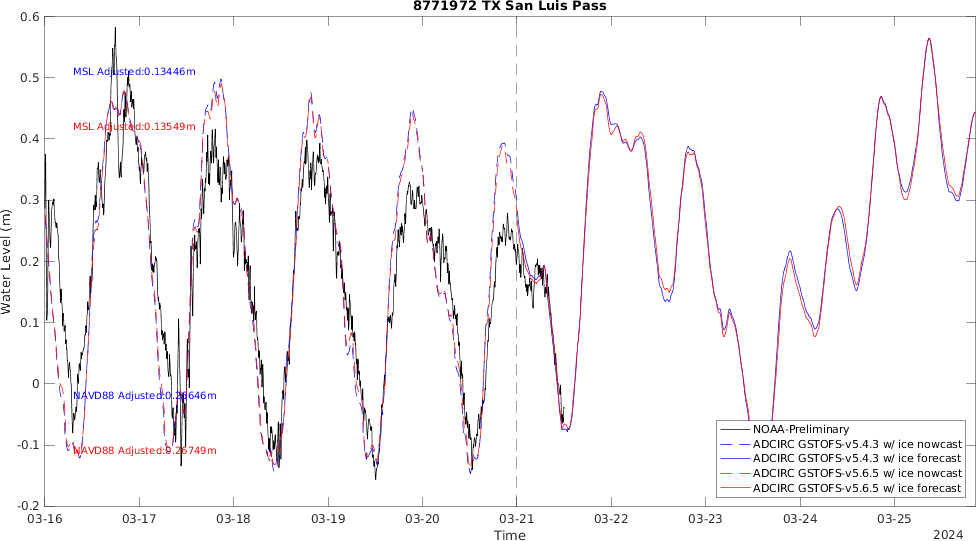 8771972 TX San Luis Pass
0.6
0.5
0.4
0.3
0.2
0.1
0
-0.1
-0.2
Water Level (m)
MSL Adjusted:0.13446m
MSL Adjusted:0.13549m
NAVD88 Adjusted:0.26646m
NAVD88 Adjusted:0.26749m
NOAA-Preliminary
ADCIRC GSTOFS-v5.4.3 w/ ice nowcast
ADCIRC GSTOFS-v5.4.3 w/ ice forecast
ADCIRC GSTOFS-v5.6.5 w/ ice nowcast
ADCIRC GSTOFS-v5.6.5 w/ ice forecast
03-16 03-17 03-18 03-19 03-20 03-21 03-22 03-23 03-24 03-25
Time
2024